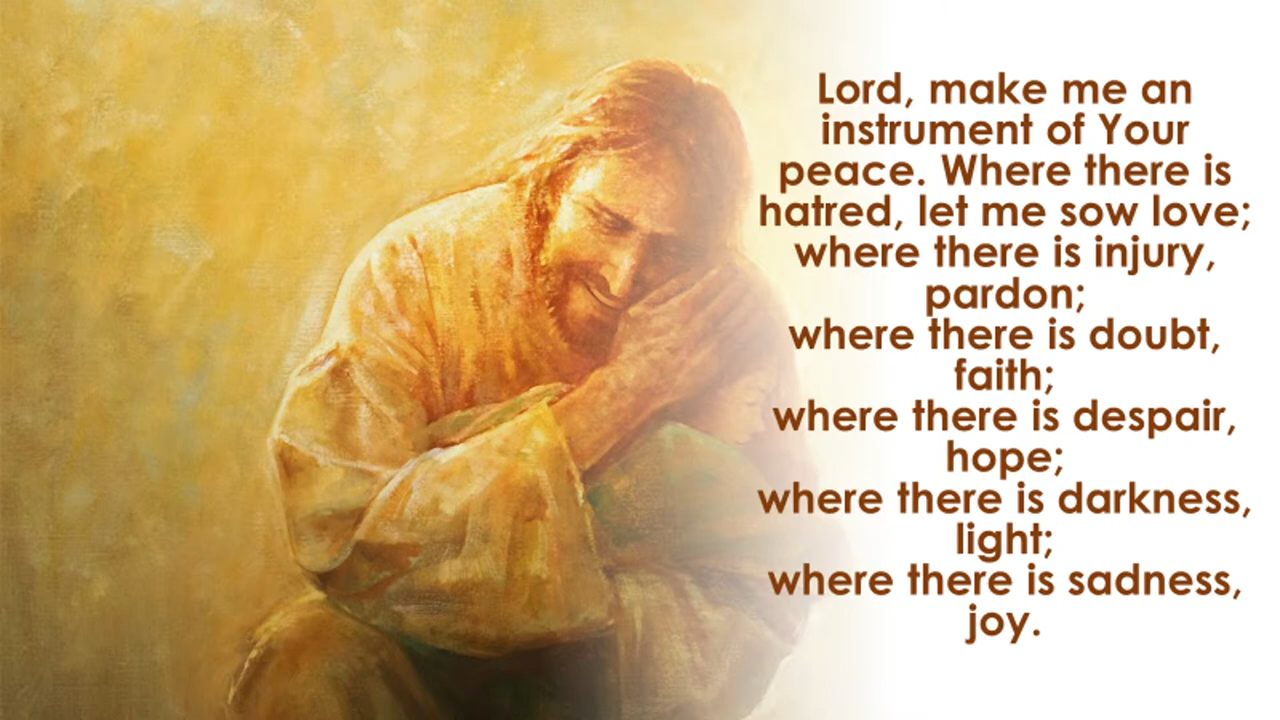 Lord, make me an
instrument of Your
peace. Where there is
hatred, let me sow love;
where there is injury,
pardon;
where there is doubt,
faith;
where there is despair,
hope;
where there is darkness,
light;
where there is sadness,
joy.